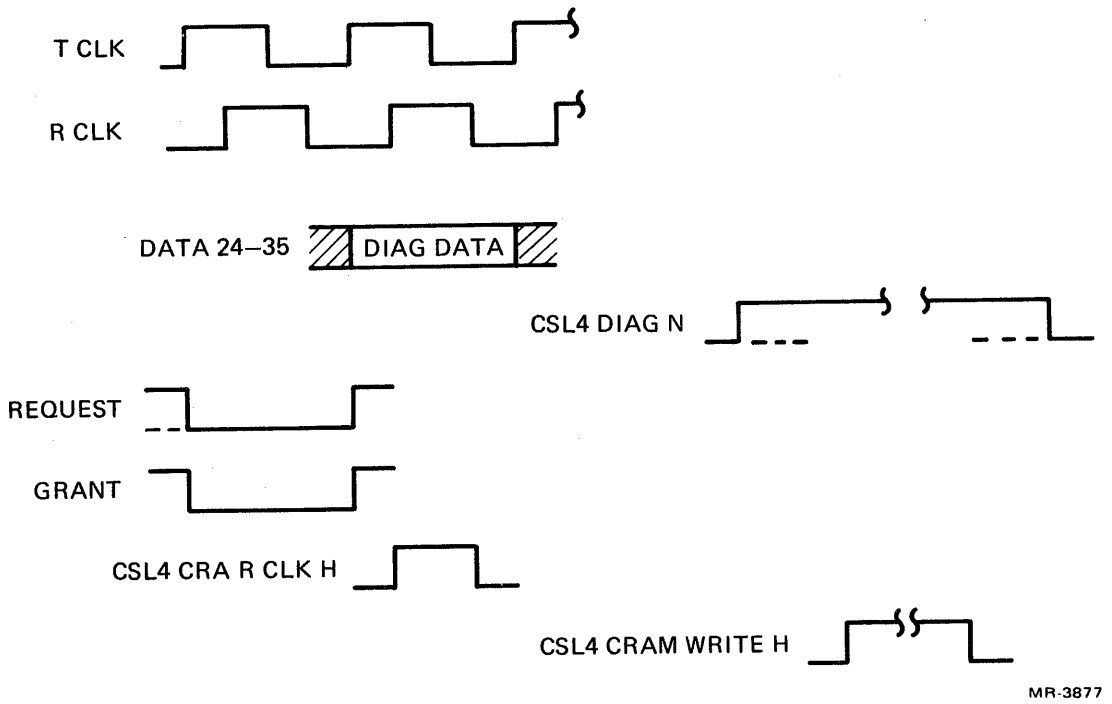 T CLK
R CLK
DATA 24–35 DIAG DATA
CSL4 DIAG N
REQUEST
GRANT
CSL4 CRA R CLK H
CSL4 CRAM WRITE H
MR-3877